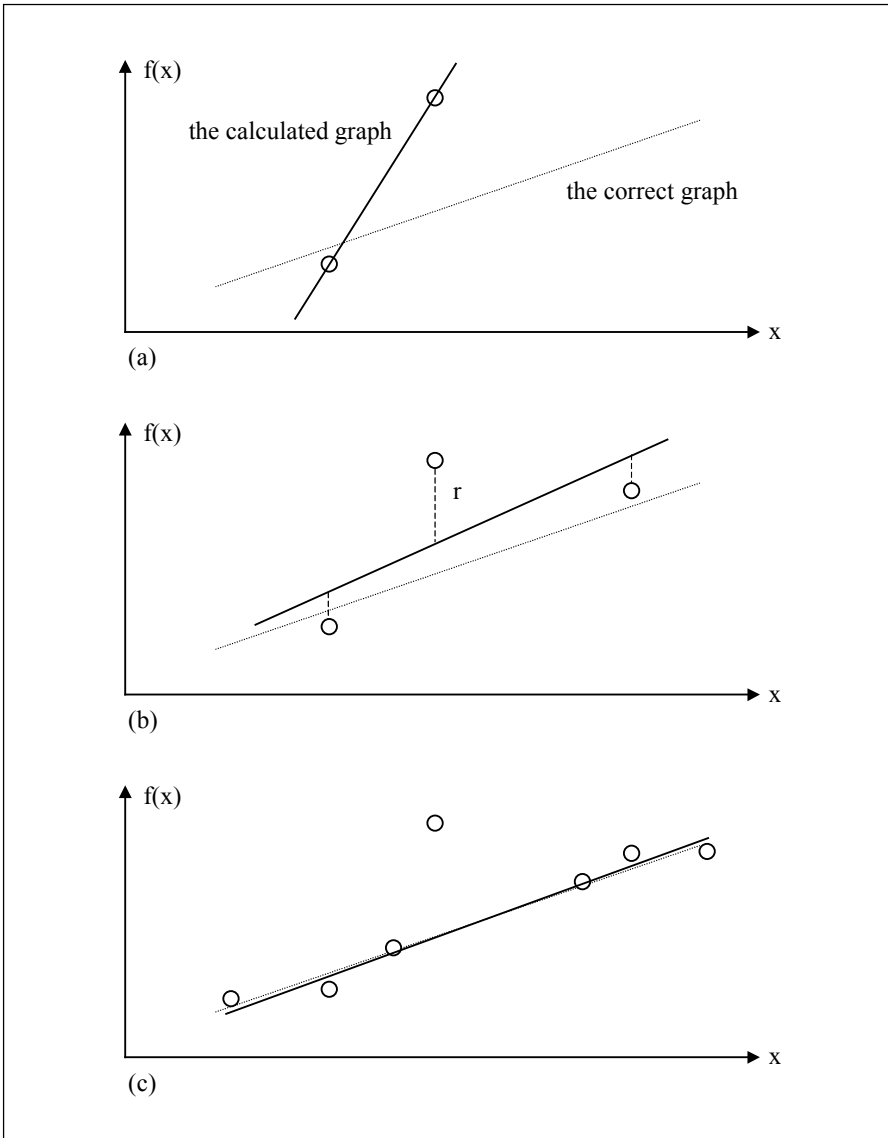 f(x)
the calculated graph
the correct graph
x
(a)
f(x)
r
x
(b)
f(x)
x
(c)